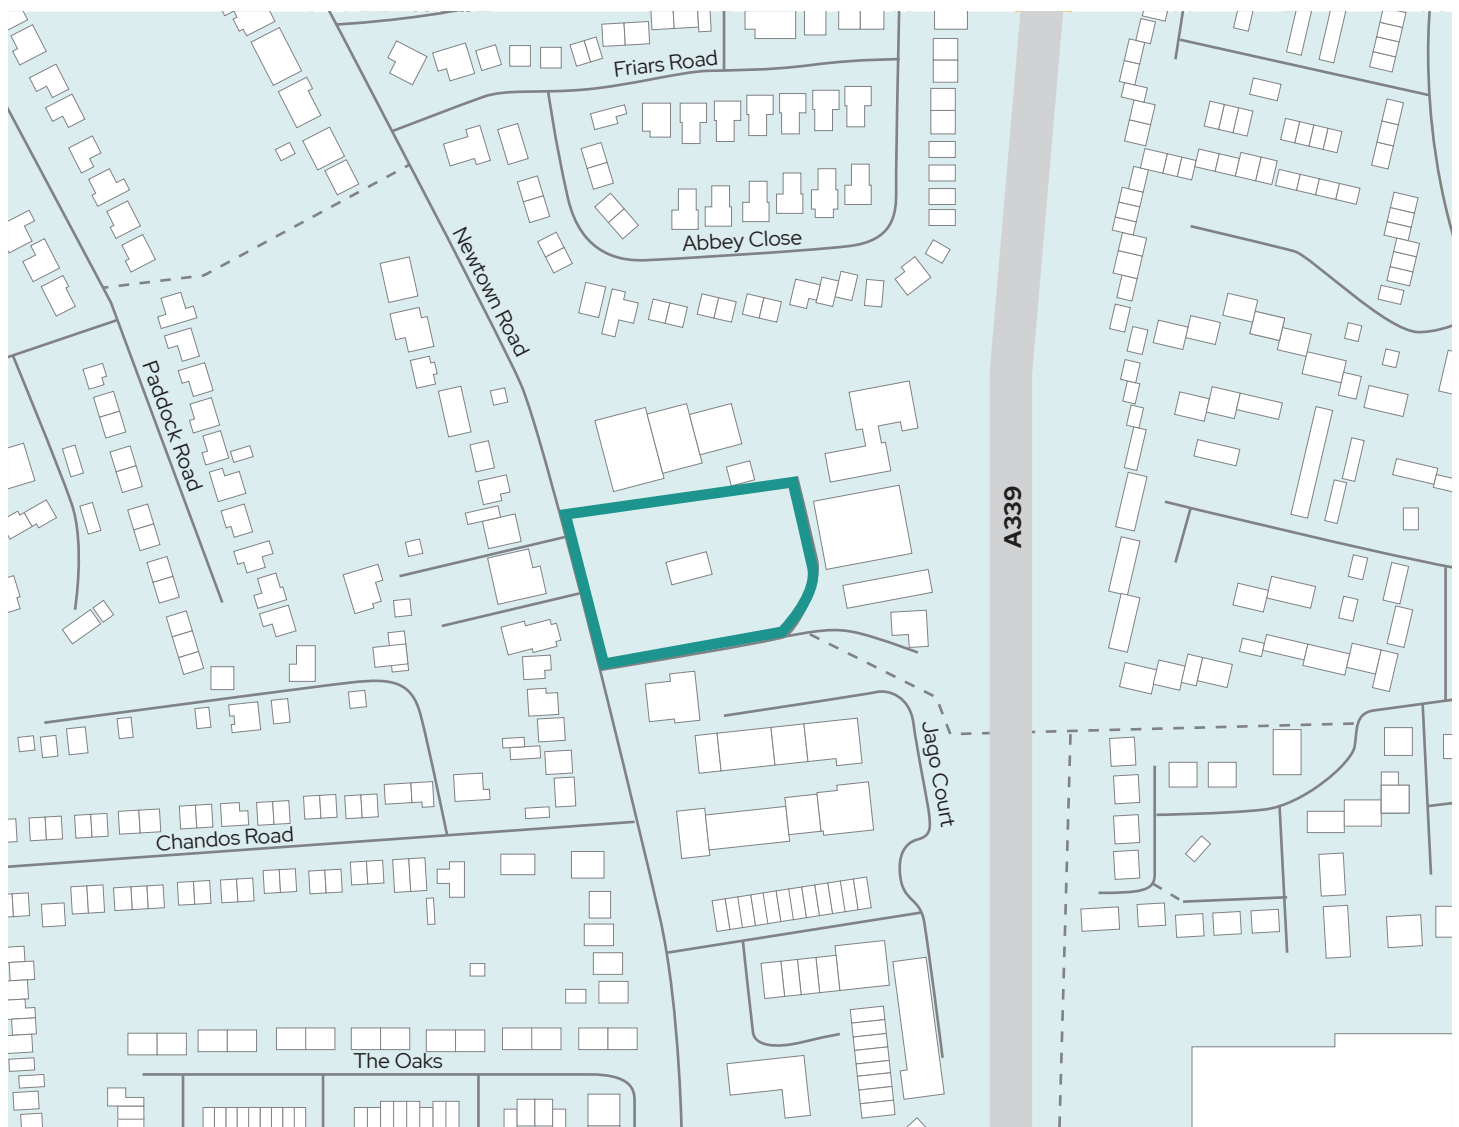 Friars Road
Abbey Close
Newtown Road
Paddock Road
A339
Jago Court
Chandos Road
The Oaks